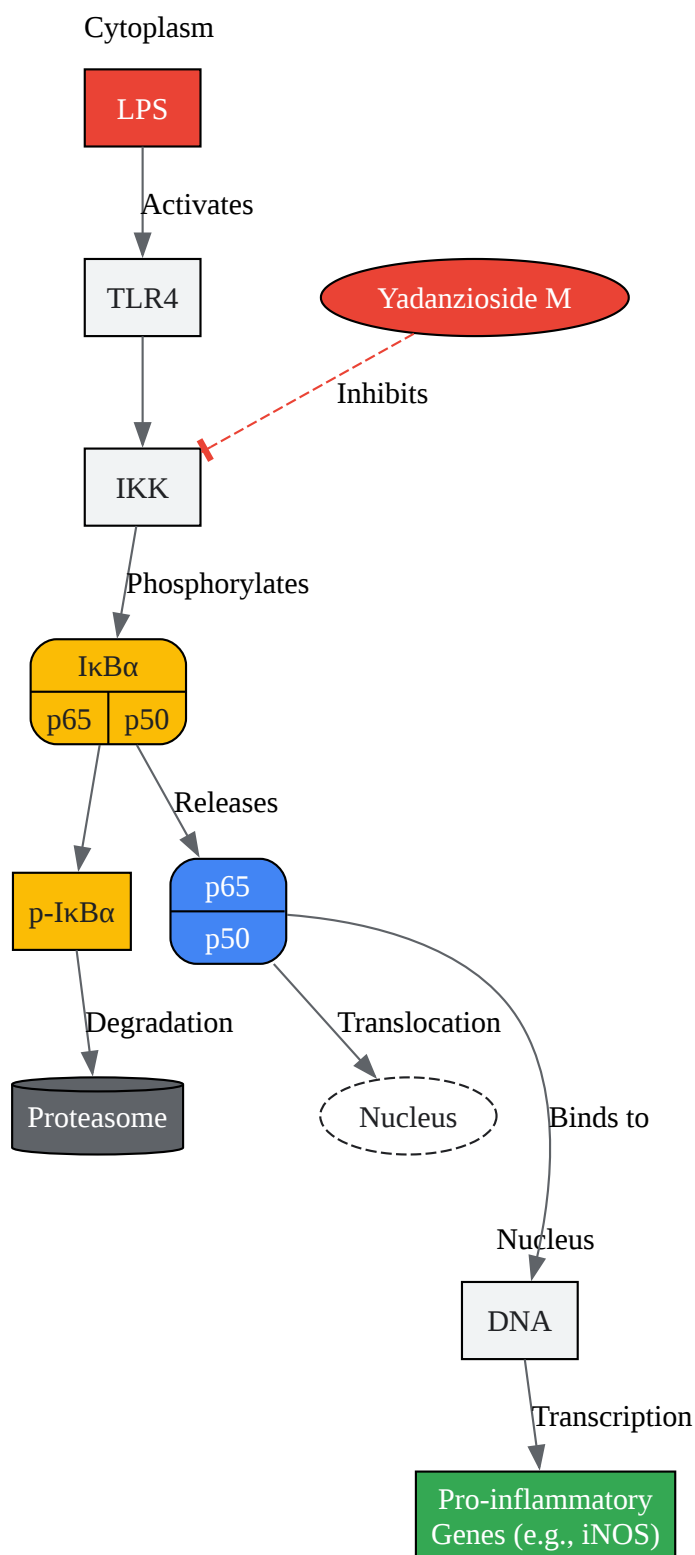 Cytoplasm
LPS
Activates
TLR4
Yadanzioside M
Inhibits
IKK
Phosphorylates
IκBα
p65 p50
Releases
p-IκBα
p65
p50
Degradation
Translocation
Proteasome
Nucleus
Binds to
Nucleus
DNA
Transcription
Pro-inflammatory
Genes (e.g., iNOS)